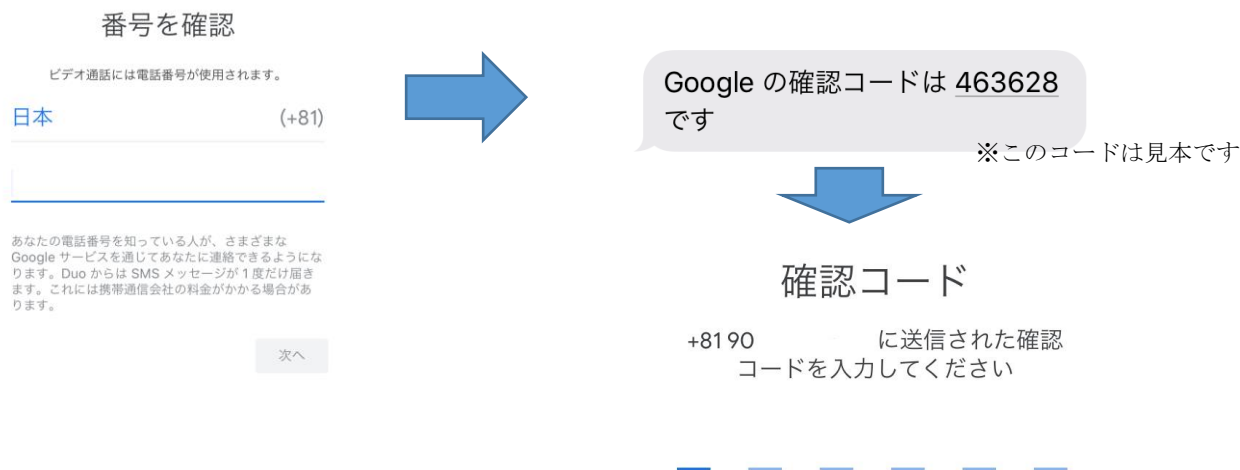 番号を確認
ビデオ通話には電話番号が使用されます。
日本 (+81)
あなたの電話番号を知っている人が、さまざまな
Google サービスを通じてあなたに連絡できるようにな
ります。Duo からは SMS メッセージが 1 度だけ届き
ます。これには携帯通信会社の料金がかかる場合があ
ります。
次へ
Google の確認コードは 463628
です
※このコードは見本です
確認コード
+81 90 に送信された確認
コードを入力してください